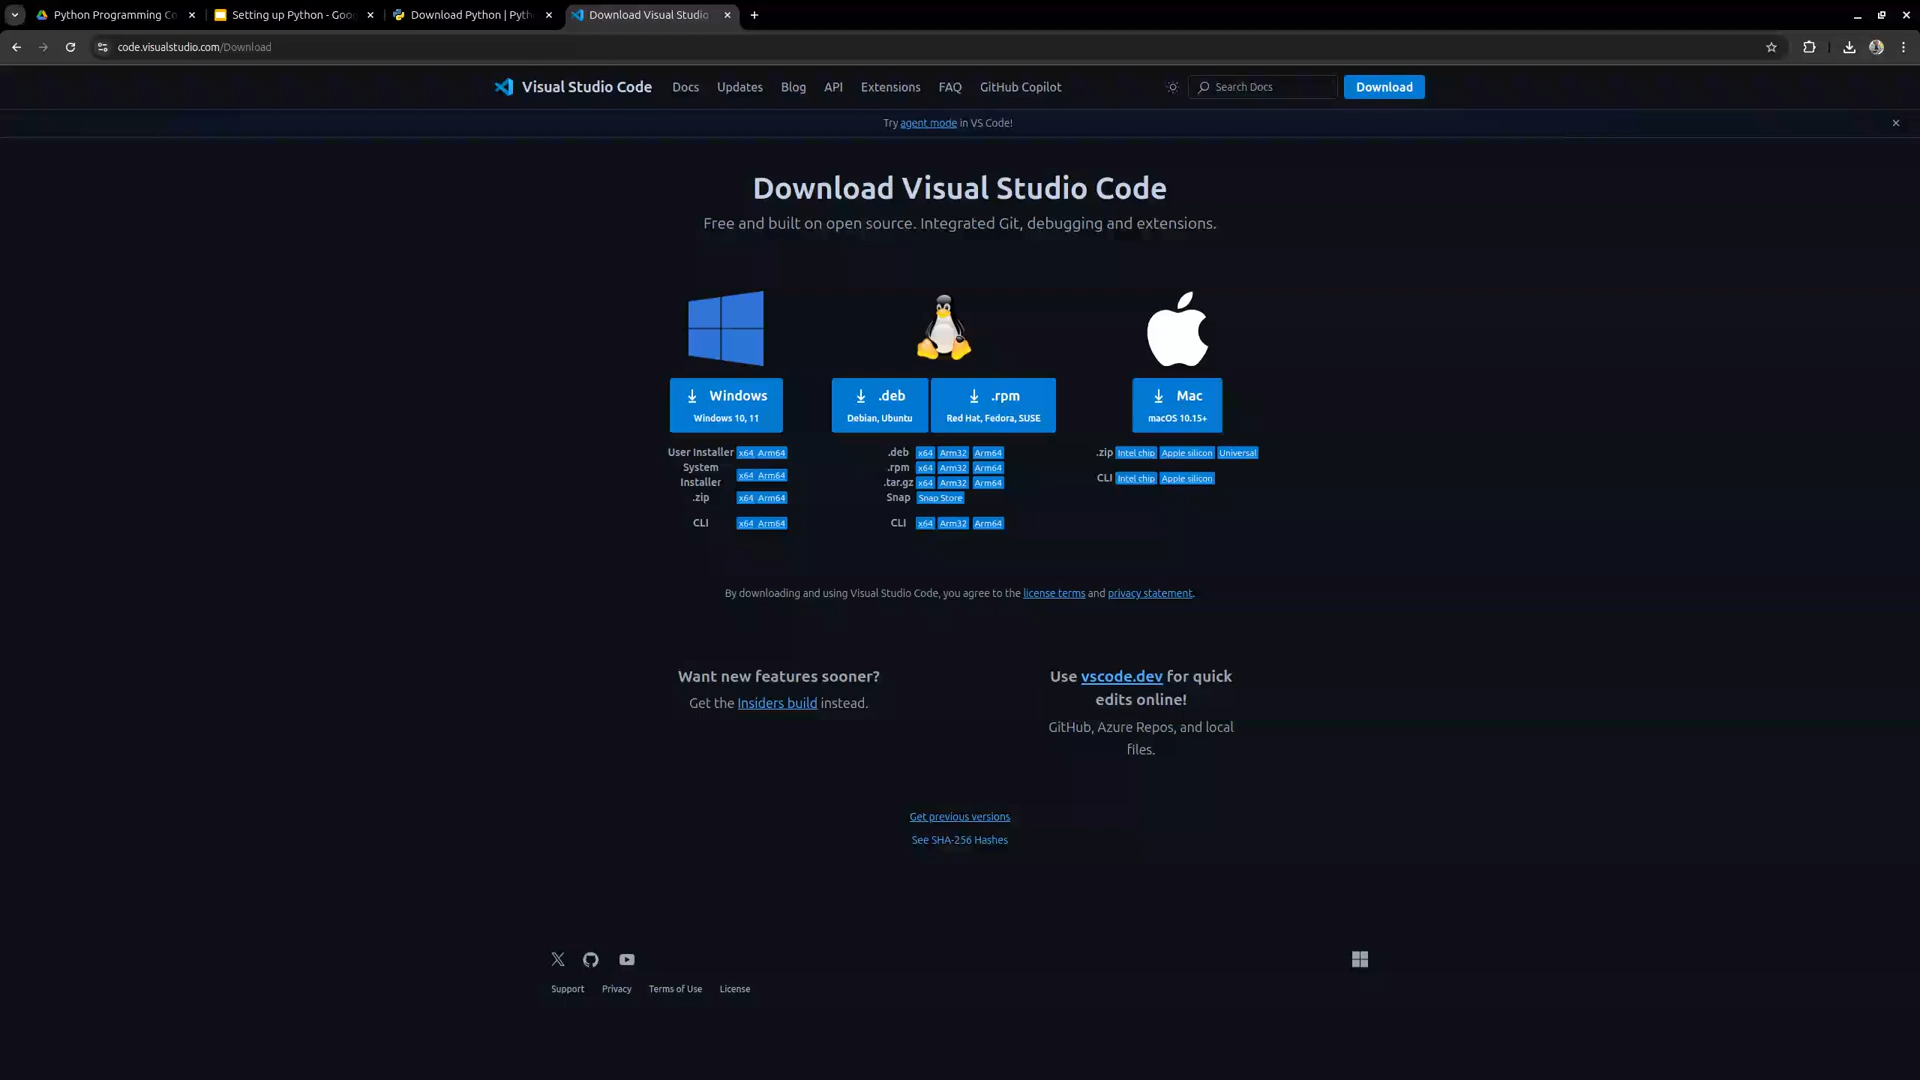 Python Programming Co
Setting up Python - Goo
Download Python | Pyth
Download Visual Studio
code.visualstudio.com/Download
Visual Studio Code
Docs
Updates
Blog
API
Extensions
FAQ
GitHub Copilot
Search Docs
Download
Try agent mode in VS Code!
Download Visual Studio Code
Free and built on open source. Integrated Git, debugging and extensions.
Windows
Windows 10, 11
User Installer x64 Arm64
System
Installer x64 Arm64
.zip x64 Arm64
CLI x64 Arm64
.deb
Debian, Ubuntu
.rpm
Red Hat, Fedora, SUSE
.deb x64 Arm32 Arm64
.rpm x64 Arm32 Arm64
.tar.gz x64 Arm32 Arm64
Snap Snap Store
CLI x64 Arm32 Arm64
Mac
macOS 10.15+
.zip Intel chip Apple silicon Universal
CLI Intel chip Apple silicon
By downloading and using Visual Studio Code, you agree to the license terms and privacy statement.
Want new features sooner?
Get the Insiders build instead.
Use vscode.dev for quick
edits online!
GitHub, Azure Repos, and local
files.
Get previous versions
See SHA-256 Hashes
Support
Privacy
Terms of Use
License